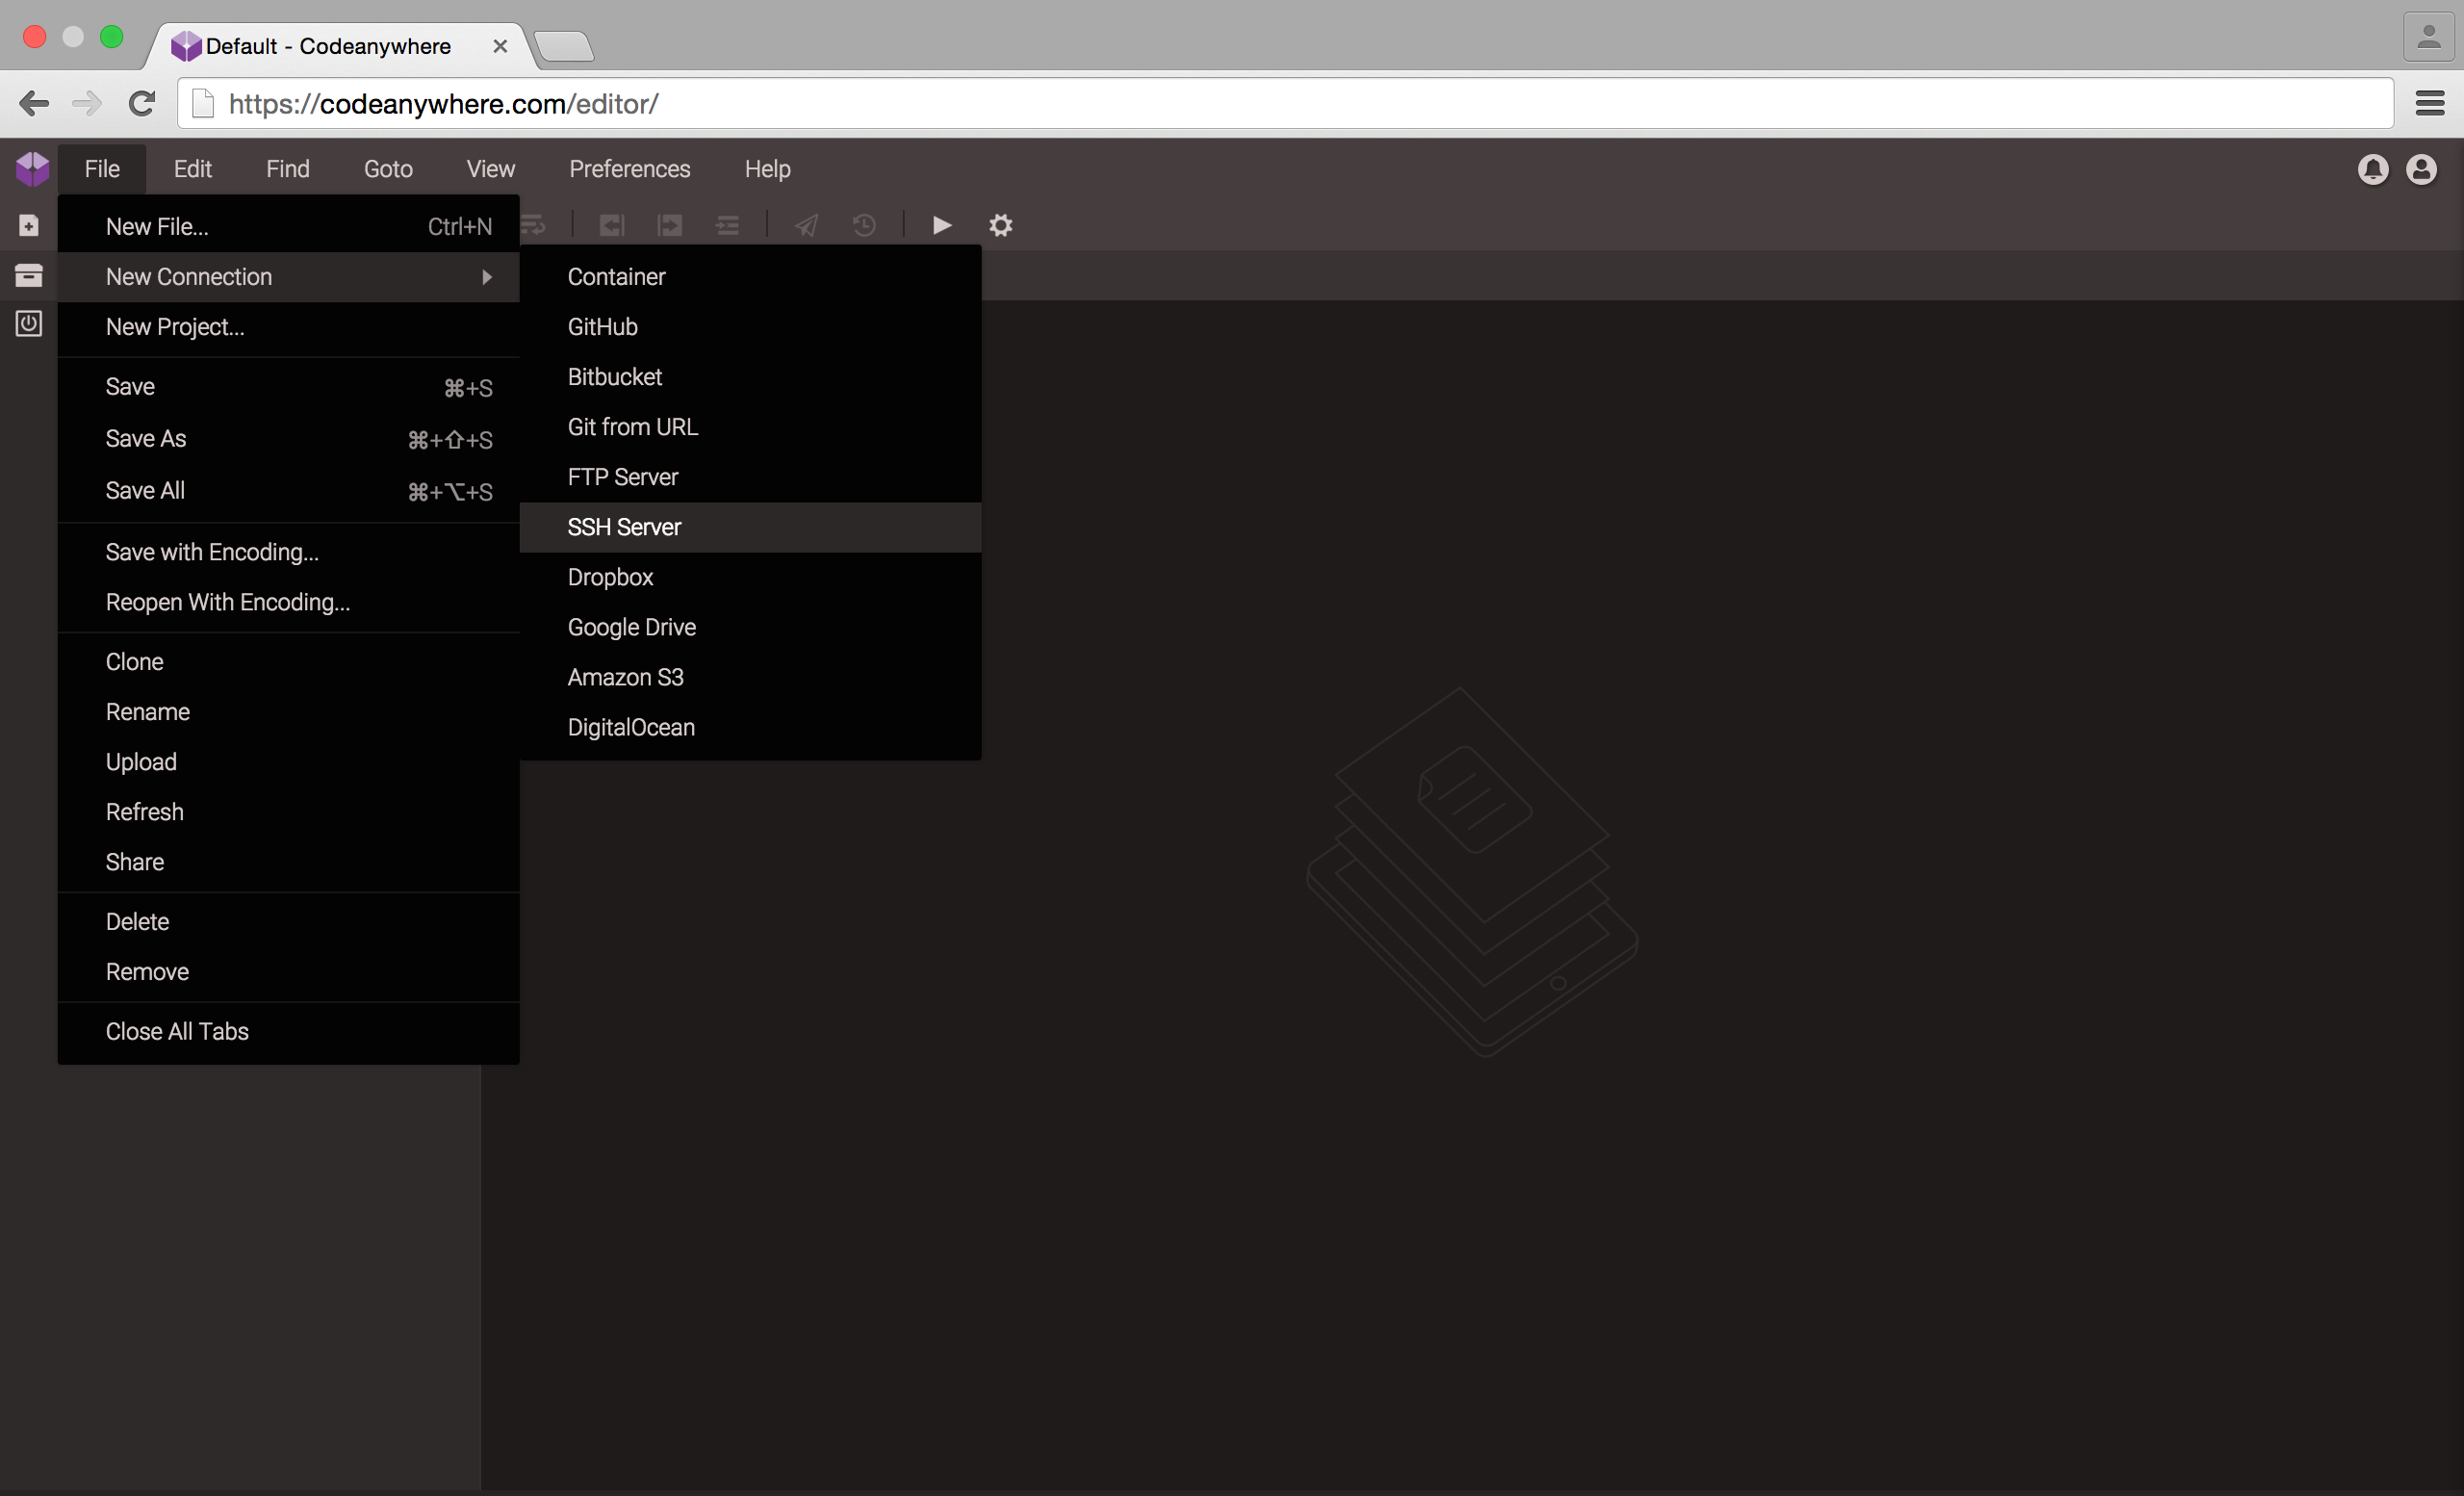 Default - Codeanywhere
https://codeanywhere.com/editor/
File Edit Find Goto View Preferences Help
New File... Ctrl+N
New Connection
New Project...
Save ⌘+S
Save As ⌘+⇧+S
Save All ⌘+⌥+S
Save with Encoding...
Reopen With Encoding...
Clone
Rename
Upload
Refresh
Share
Delete
Remove
Close All Tabs
Container
GitHub
Bitbucket
Git from URL
FTP Server
SSH Server
Dropbox
Google Drive
Amazon S3
DigitalOcean